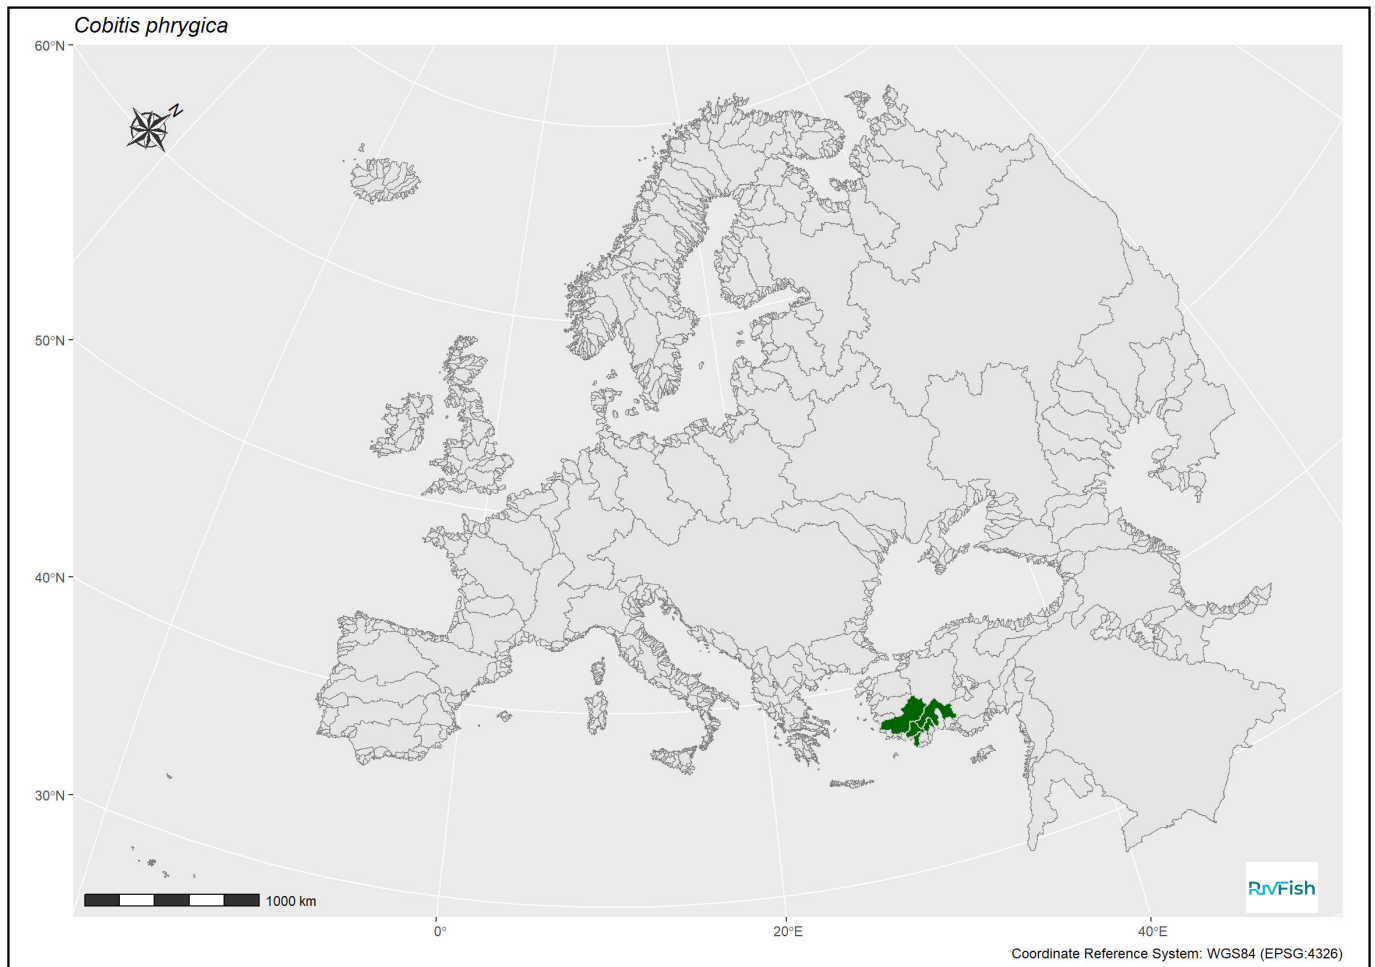 Cobitis phrygica
60°N
N
50°N
40°N
30°N
1000 km
RivFish
0°
20°E
40°E
Coordinate Reference System: WGS84 (EPSG:4326)